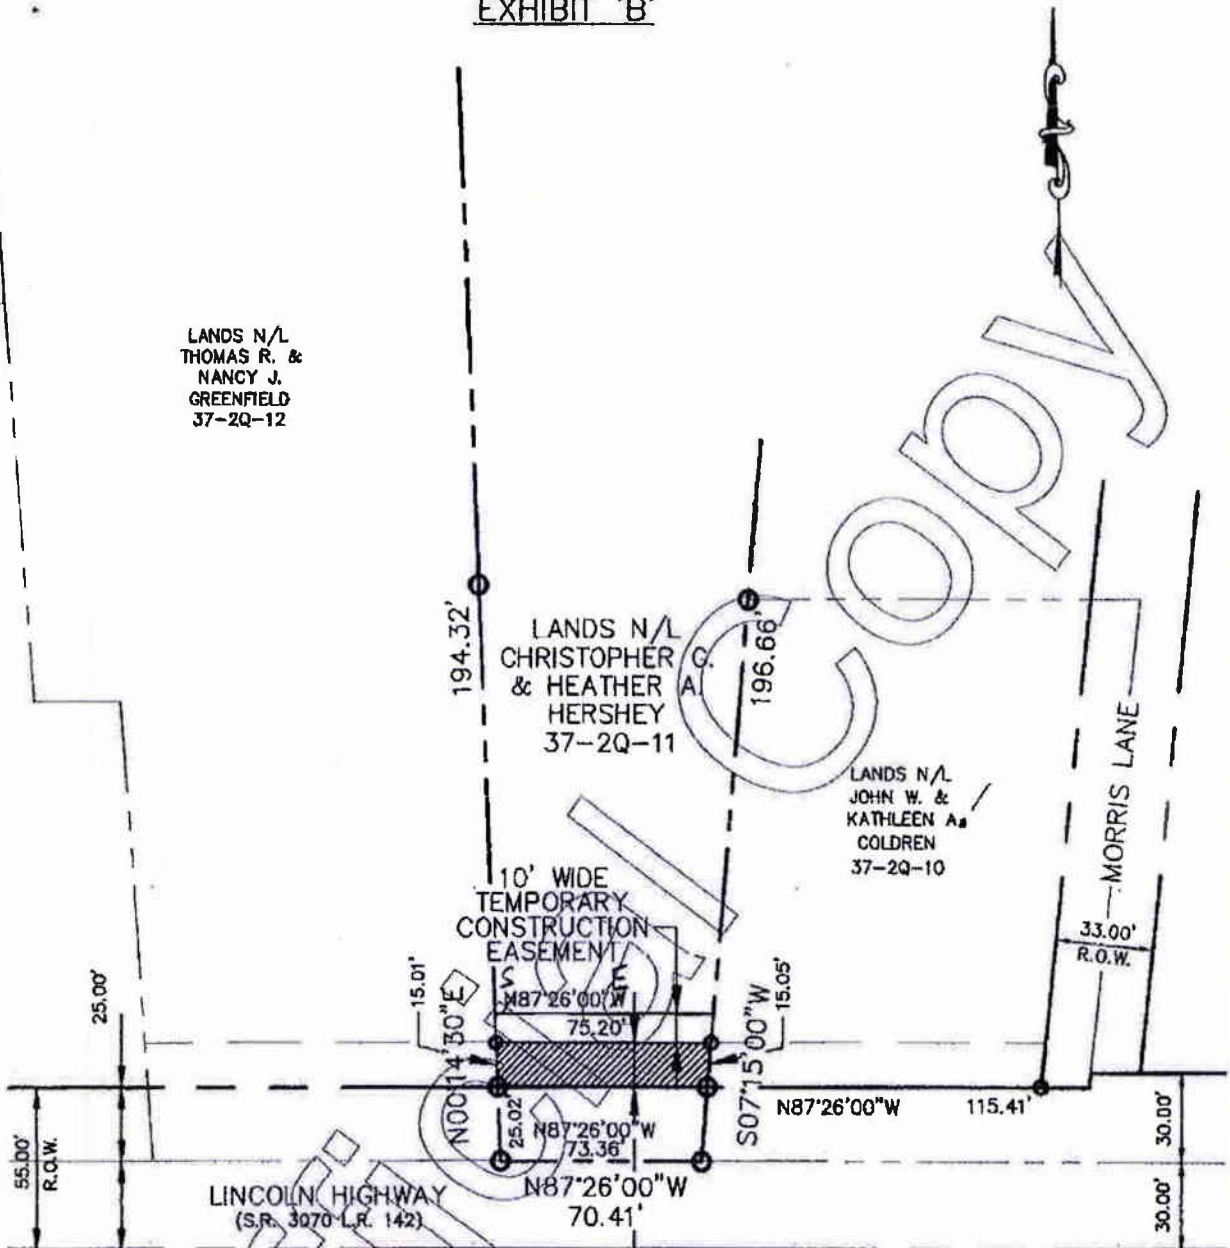 EXHIBIT 'B'
LANDS N/L
THOMAS R. &
NANCY J.
GREENFIELD
37-2Q-12
194.32'
LANDS N/L
CHRISTOPHER G.
& HEATHER A.
HERSHEY
37-2Q-11
196.66'
LANDS N/L
JOHN W. &
KATHLEEN A.
COLDREN
37-2Q-10
MORRIS LANE
33.00'
R.O.W.
10' WIDE
TEMPORARY
CONSTRUCTION
EASEMENT
25.00'
15.01'
N00°14'30"E
N87°26'00"W
75.20'
15.05'
S07°15'00"W
25.02'
N87°26'00"W
73.36'
N87°26'00"W
115.41'
N87°26'00"W
70.41'
55.00'
R.O.W.
LINCOLN HIGHWAY
(S.R. 3070 L.R. 142)
30.00'
30.00'
Copy